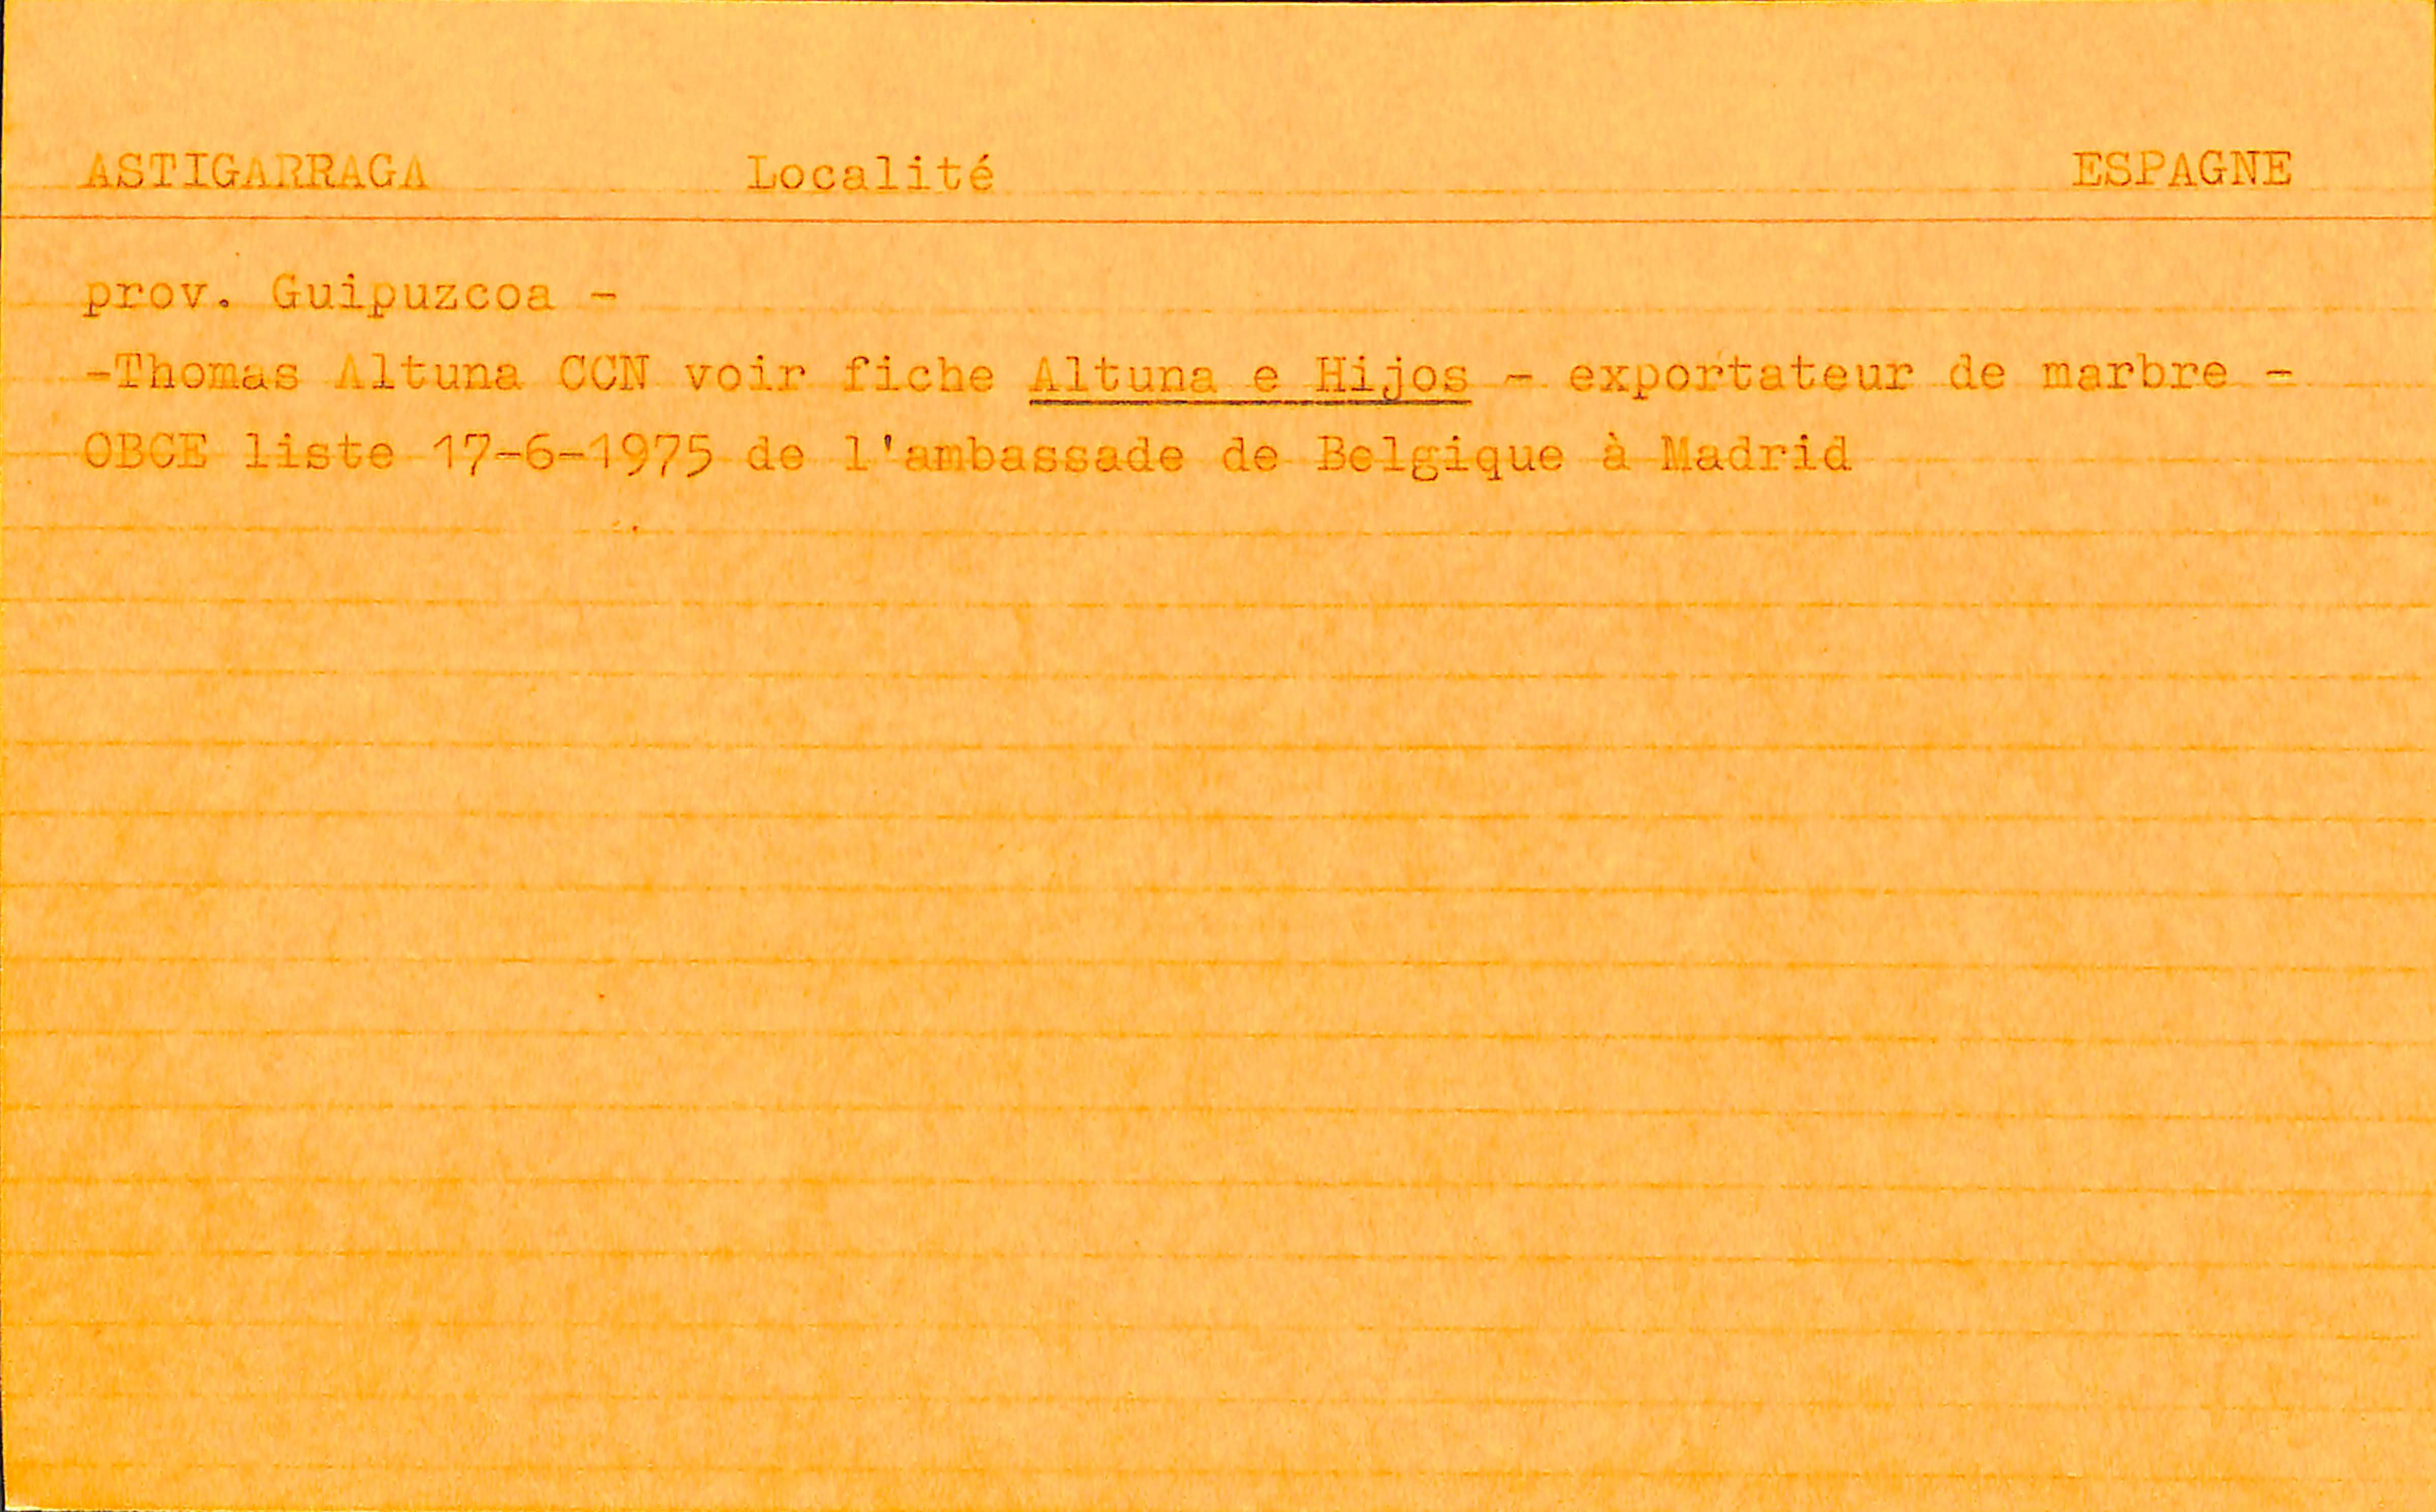 ASTIGARRAGA Localité ESPAGNE
prov. Guipuzcoa -
-Thomas Altuna CCN voir fiche Altuna e Hijos - exportateur de marbre -
OBCE liste 17-6-1975 de l'ambassade de Belgique à Madrid